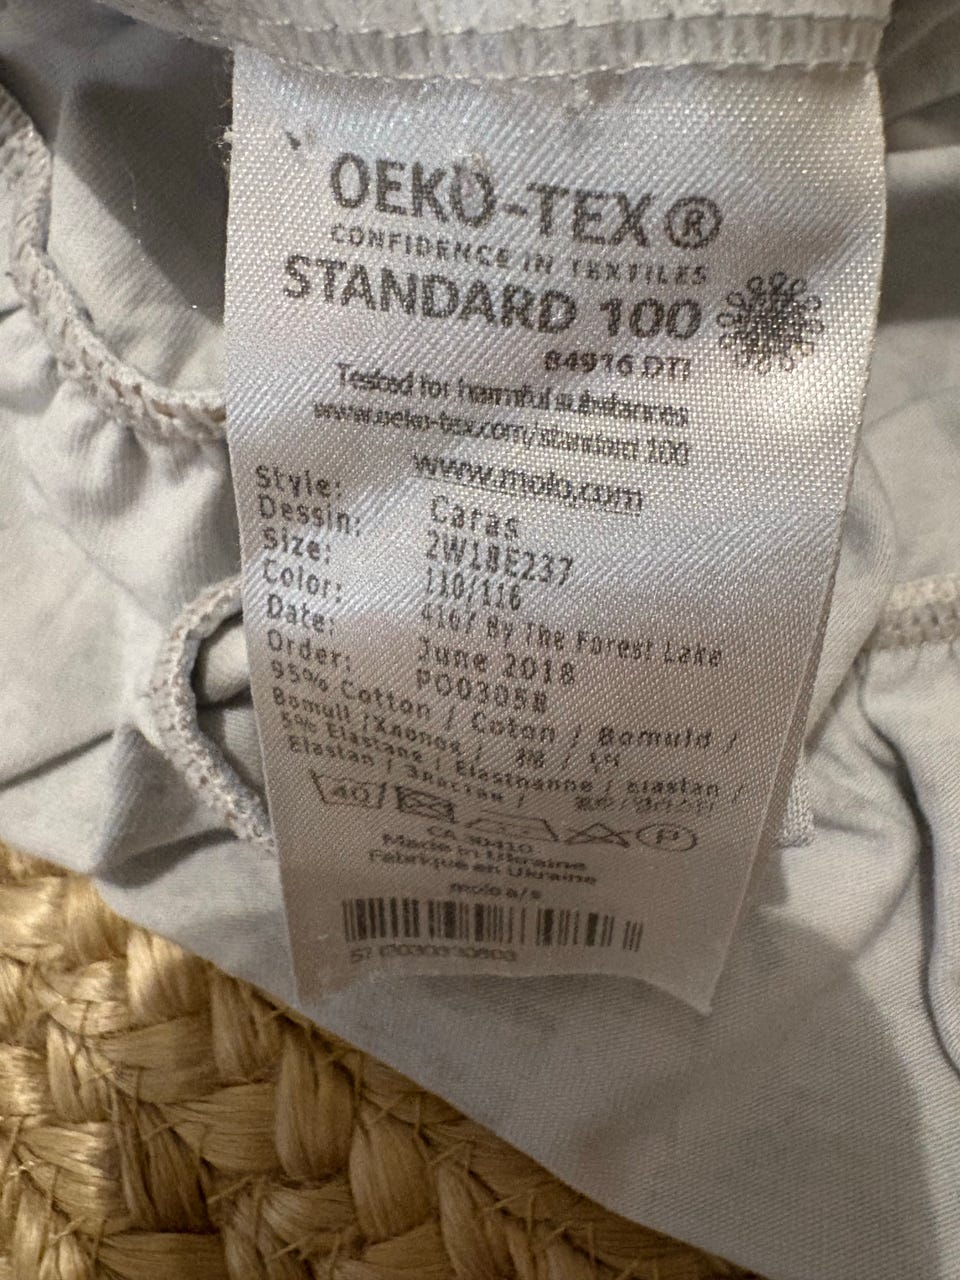 OEKO-TEX®
CONFIDENCE IN TEXTILES
STANDARD 100
84916 DTI
Tested for harmful substances
www.oeko-tex.com/standard 100
www.molo.com
Style: Caras
Dessin: 2W18E237
Size: 110/116
Color: 4167 By The Forest Lake
Date: June 2018
Order:
95% Cotton / Coton / Bomuld /
Bomull /Хлопок / 棉 / 면
5% Elastane / Elasthanne / Elastan /
Elastan / Эластан /
40
P
CA
Made in Ukraine
Fabriqué en Ukraine
molo a/s